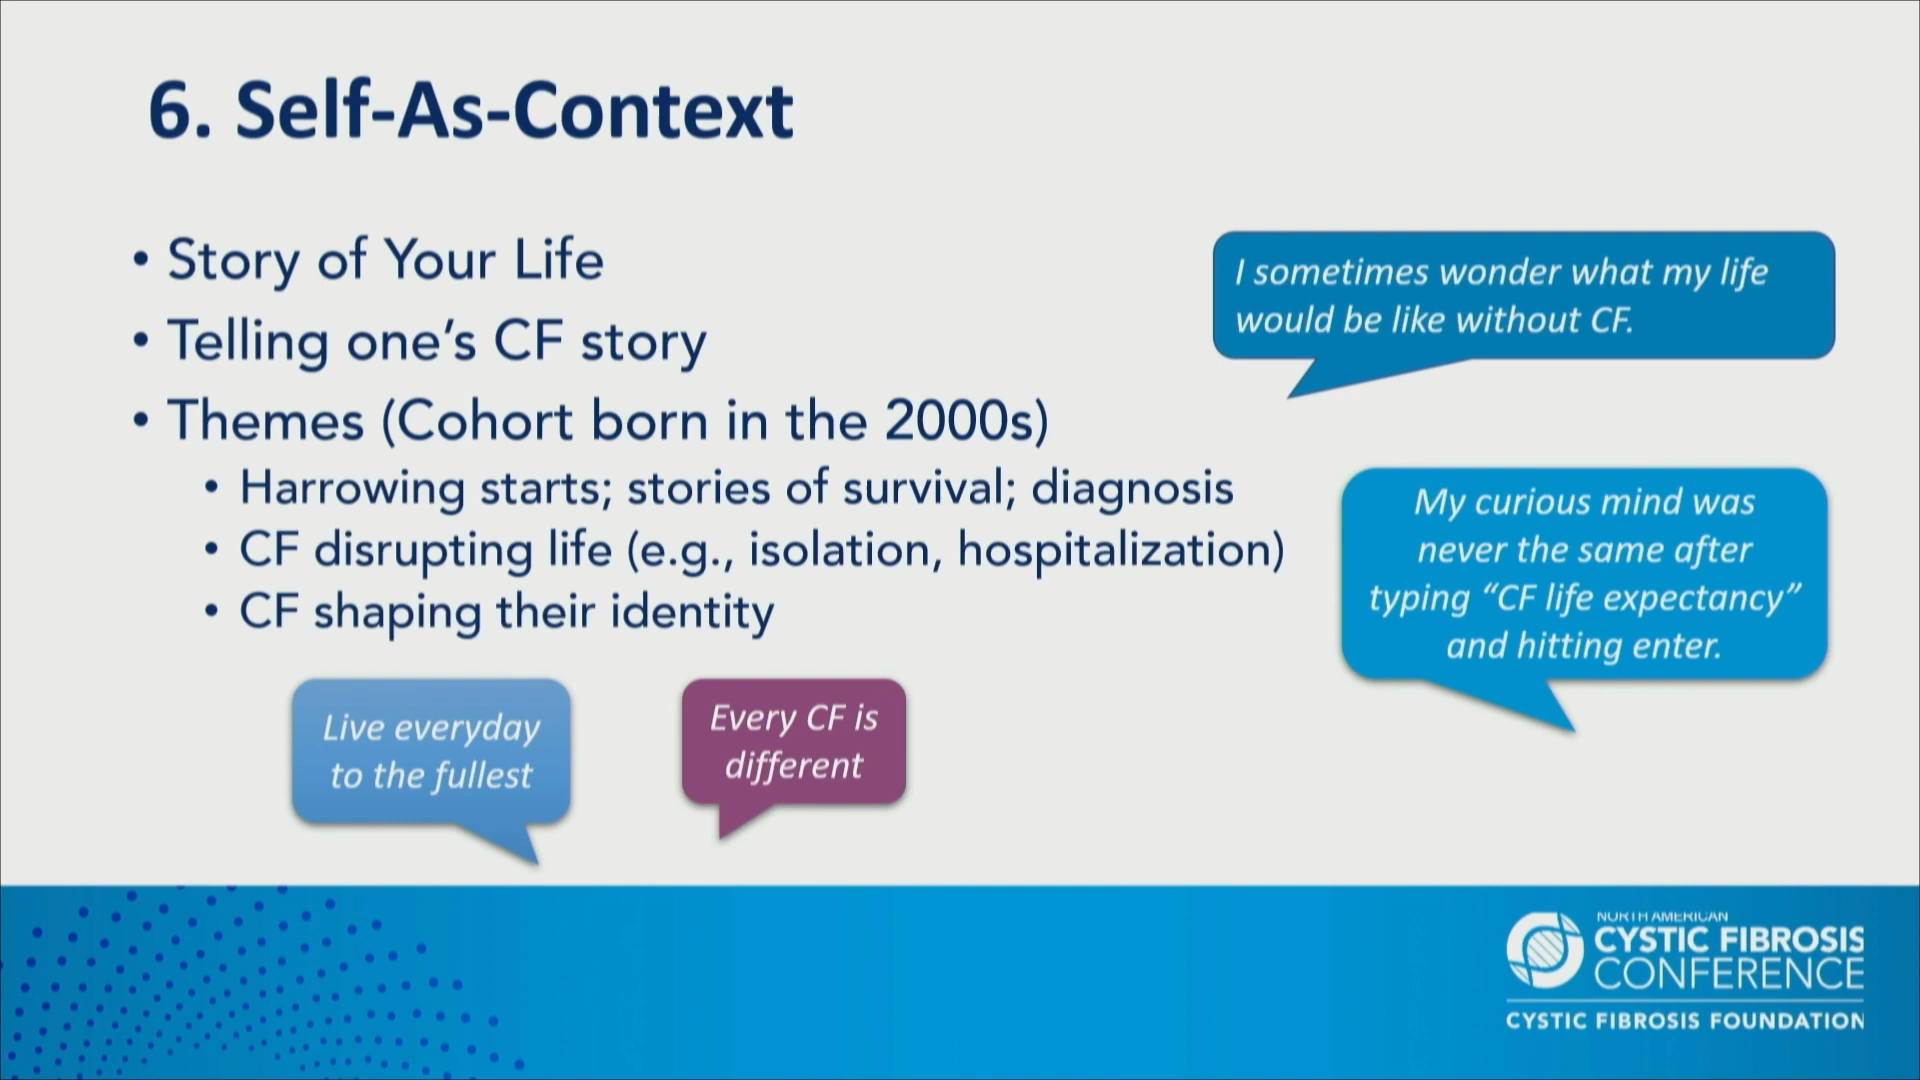 6. Self-As-Context
• Story of Your Life
• Telling one's CF story
• Themes (Cohort born in the 2000s)
• Harrowing starts; stories of survival; diagnosis
• CF disrupting life (e.g., isolation, hospitalization)
• CF shaping their identity
I sometimes wonder what my life
would be like without CF.
My curious mind was
never the same after
typing “CF life expectancy”
and hitting enter.
Live everyday
to the fullest
Every CF is
different
NORTH AMERICAN
CYSTIC FIBROSIS
CONFERENCE
CYSTIC FIBROSIS FOUNDATION